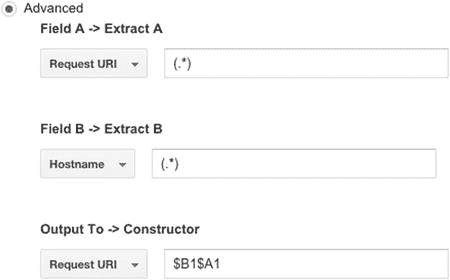 Advanced
Field A -> Extract A
Request URI (.*)
Field B -> Extract B
Hostname (.*)
Output To -> Constructor
Request URI $B1$A1